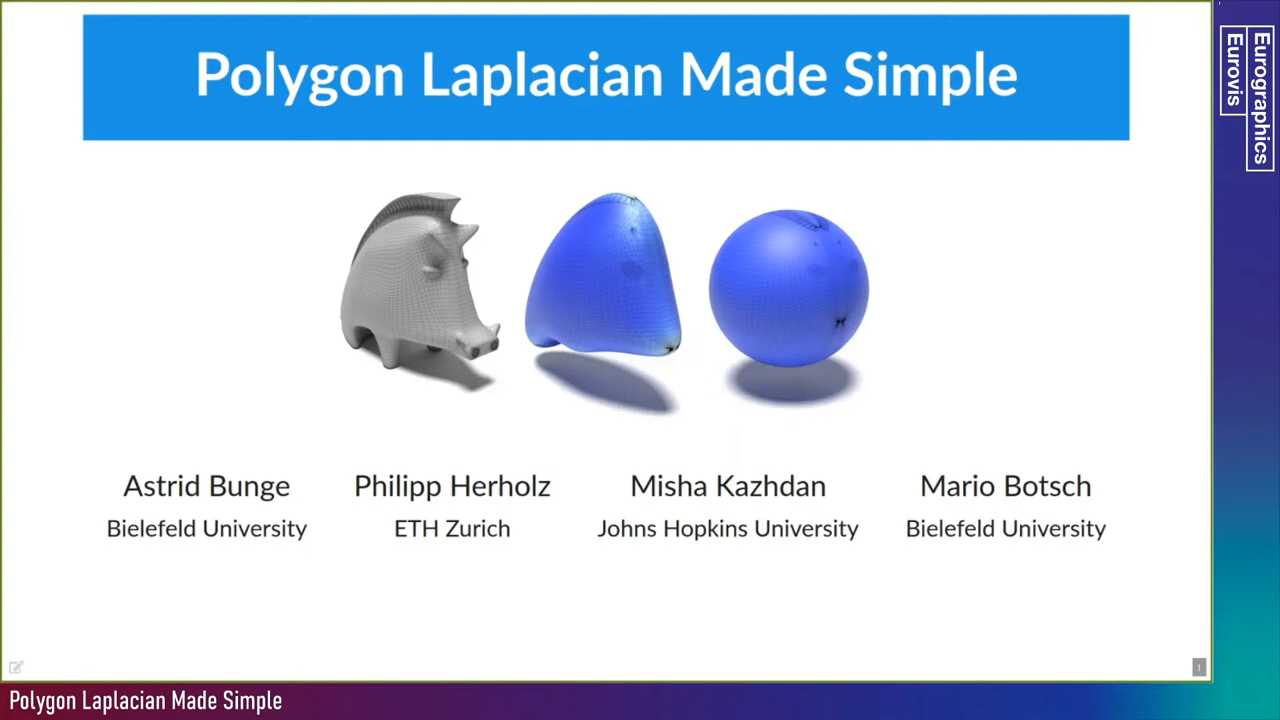 Polygon Laplacian Made Simple
Astrid Bunge
Philipp Herholz
Misha Kazhdan
Mario Botsch
Bielefeld University
ETH Zurich
Johns Hopkins University
Bielefeld University
1
Polygon Laplacian Made Simple
Eurographics
Eurovis